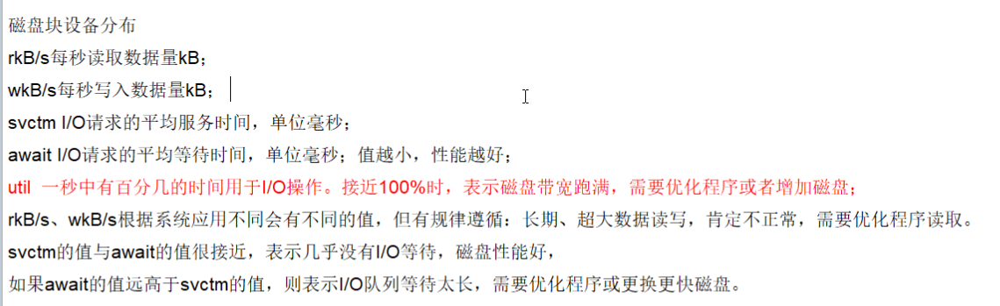 磁盘块设备分布
rkB/s每秒读取数据量kB；
wkB/s每秒写入数据量kB；
svctm I/O请求的平均服务时间，单位毫秒；
await I/O请求的平均等待时间，单位毫秒；值越小，性能越好；
util 一秒中有百分几的时间用于I/O操作。接近100%时，表示磁盘带宽跑满，需要优化程序或者增加磁盘；
rkB/s、wkB/s根据系统应用不同会有不同的值，但有规律遵循：长期、超大数据读写，肯定不正常，需要优化程序读取。
svctm的值与await的值很接近，表示几乎没有I/O等待，磁盘性能好，
如果await的值远高于svctm的值，则表示I/O队列等待太长，需要优化程序或更换更快磁盘。